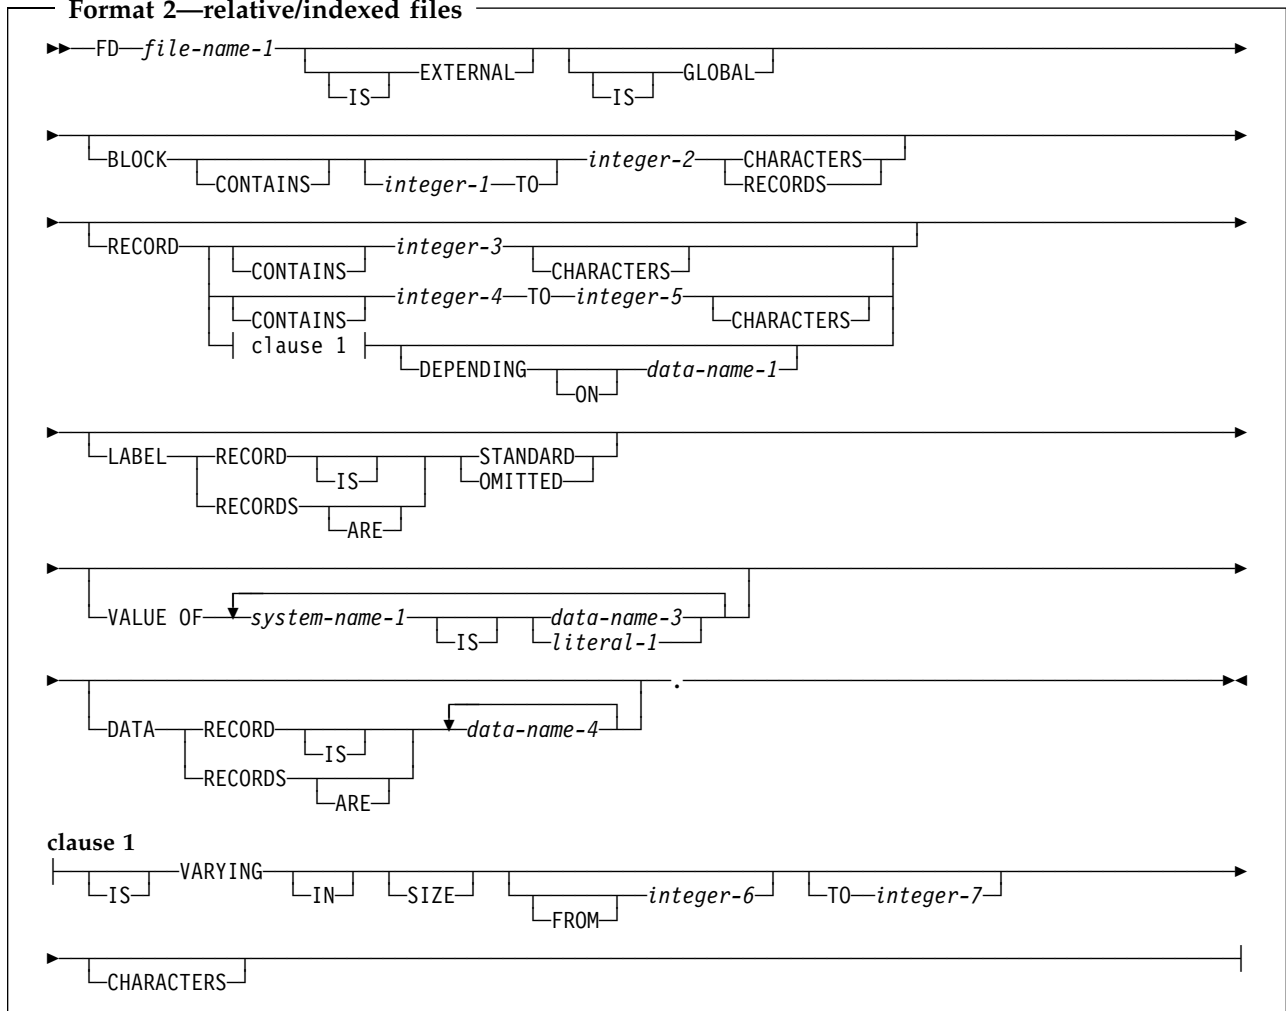 Format 2—relative/indexed files
FD file-name-1 EXTERNAL GLOBAL
IS IS
BLOCK integer-2 CHARACTERS
CONTAINS integer-1 TO RECORDS
RECORD integer-3
CONTAINS CHARACTERS
integer-4 TO integer-5
CONTAINS CHARACTERS
clause 1
DEPENDING data-name-1
ON
LABEL RECORD STANDARD
IS OMITTED
RECORDS
ARE
VALUE OF system-name-1 data-name-3
IS literal-1
.
DATA RECORD data-name-4
IS
RECORDS
ARE
clause 1
VARYING
IS IN SIZE integer-6 TO integer-7
FROM
CHARACTERS